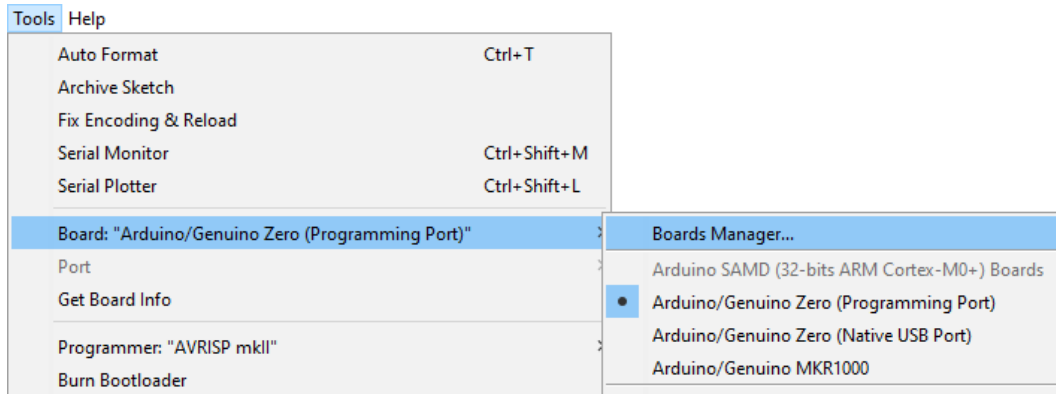 Tools Help
Auto Format Ctrl+T
Archive Sketch
Fix Encoding & Reload
Serial Monitor Ctrl+Shift+M
Serial Plotter Ctrl+Shift+L
Board: "Arduino/Genuino Zero (Programming Port)"
Port
Get Board Info
Programmer: "AVRISP mkII"
Burn Bootloader
Boards Manager...
Arduino SAMD (32-bits ARM Cortex-M0+) Boards
Arduino/Genuino Zero (Programming Port)
Arduino/Genuino Zero (Native USB Port)
Arduino/Genuino MKR1000